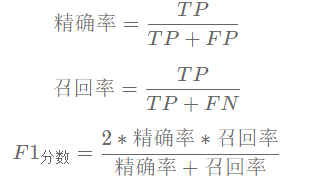 精确率 = TP / (TP + FP)
召回率 = TP / (TP + FN)
F1分数 = 2 * 精确率 * 召回率 / (精确率 + 召回率)